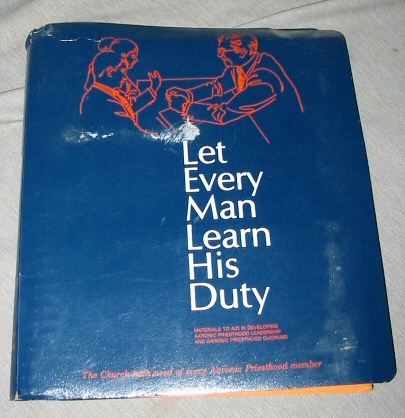 Let
Every
Man
Learn
His
Duty
MATERIALS TO AID IN DEVELOPING
AARONIC PRIESTHOOD LEADERSHIP
AND AARONIC PRIESTHOOD QUORUMS
The Church hath need of every Aaronic Priesthood member